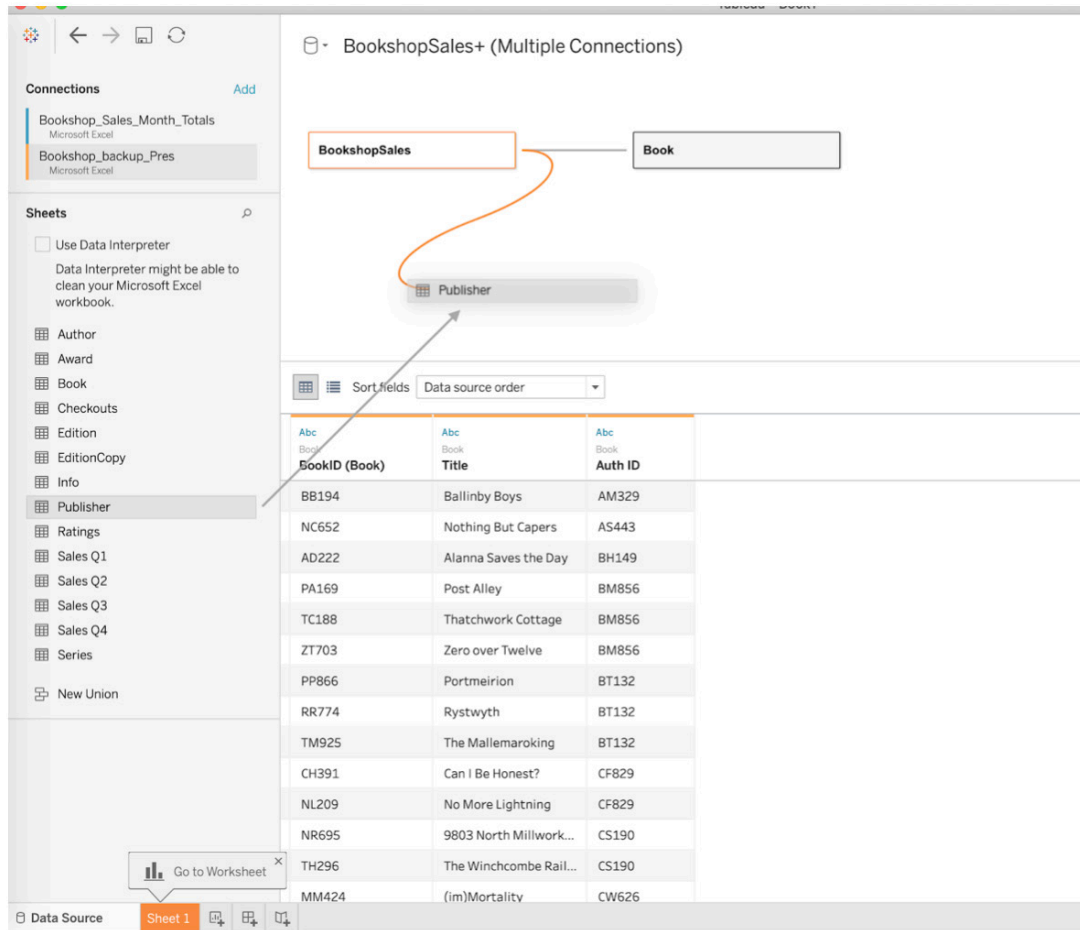 BookshopSales+ (Multiple Connections)
Connections
Add
Bookshop_Sales_Month_Totals
Microsoft Excel
Bookshop_backup_Pres
Microsoft Excel
Sheets
Use Data Interpreter
Data Interpreter might be able to
clean your Microsoft Excel
workbook.
Author
Award
Book
Checkouts
Edition
EditionCopy
Info
Publisher
Ratings
Sales Q1
Sales Q2
Sales Q3
Sales Q4
Series
New Union
BookshopSales
Book
Publisher
Sort fields Data source order
Abc Abc Abc
Book Book Book
BookID (Book) Title Auth ID
BB194 Ballinby Boys AM329
NC652 Nothing But Capers AS443
AD222 Alanna Saves the Day BH149
PA169 Post Alley BM856
TC188 Thatchwork Cottage BM856
ZT703 Zero over Twelve BM856
PP866 Portmeirion BT132
RR774 Rystwyth BT132
TM925 The Mallemaroking BT132
CH391 Can I Be Honest? CF829
NL209 No More Lightning CF829
NR695 9803 North Millwork... CS190
TH296 The Winchcombe Rail... CS190
MM424 (im)Mortality CW626
Go to Worksheet
Data Source Sheet 1